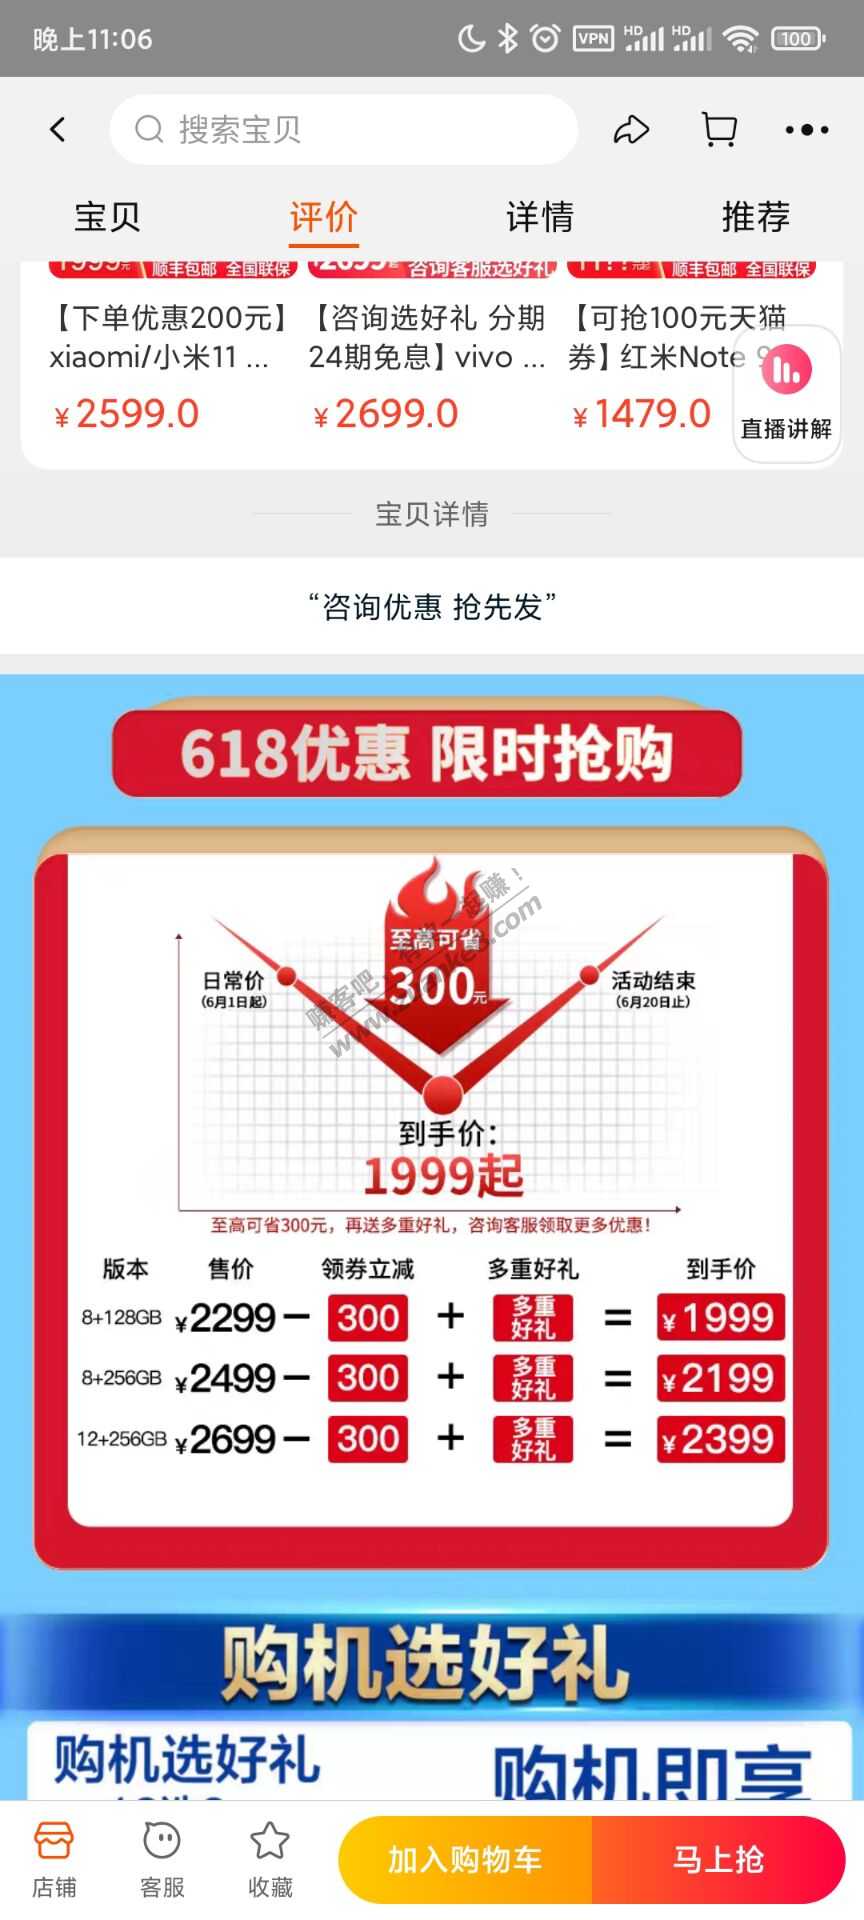 晚上11:06 VPN HD HD 100
搜索宝贝
宝贝 评价 详情 推荐
顺丰包邮 全国联保 咨询客服选好礼 顺丰包邮 全国联保
【下单优惠200元】 【咨询选好礼 分期 【可抢100元天猫
xiaomi/小米11 ... 24期免息】vivo ... 券】红米Note 9
¥2599.0 ¥2699.0 ¥1479.0
直播讲解
宝贝详情
“咨询优惠 抢先发”
618优惠 限时抢购
至高可省
300元
日常价
(6月1日起)
活动结束
(6月20日止)
赚客吧,有奖一起赚!
www.zuanke8.com
到手价:
1999起
至高可省300元，再送多重好礼，咨询客服领取更多优惠!
版本 售价 领券立减 多重好礼 到手价
8+128GB ¥2299 − 300 + 多重好礼 = ¥1999
8+256GB ¥2499 − 300 + 多重好礼 = ¥2199
12+256GB ¥2699 − 300 + 多重好礼 = ¥2399
购机选好礼
购机选好礼 购机即享
店铺 客服 收藏 加入购物车 马上抢